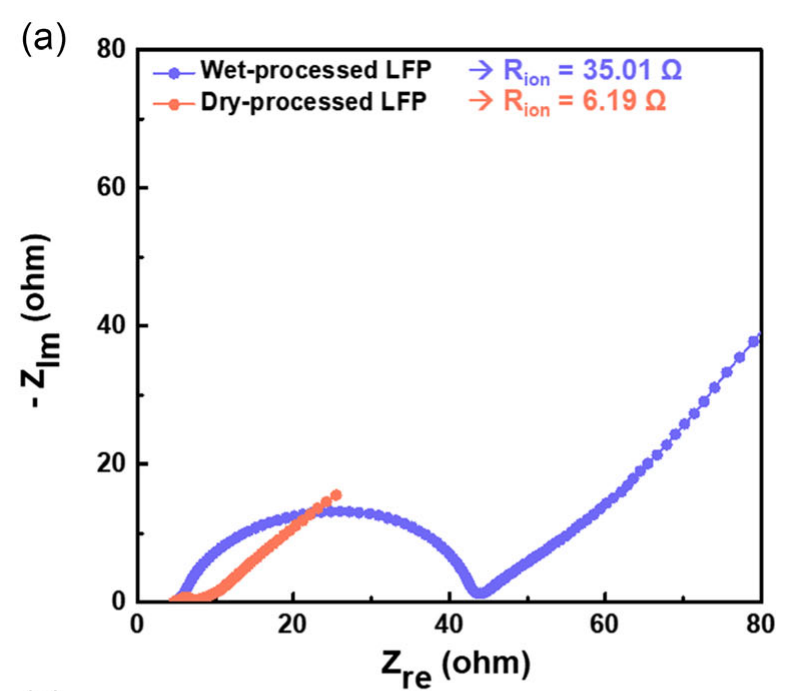 (a)
80
Wet-processed LFP → Rion = 35.01 Ω
Dry-processed LFP → Rion = 6.19 Ω
60
- ZIm (ohm)
40
20
0
0 20 40 60 80
Zre (ohm)